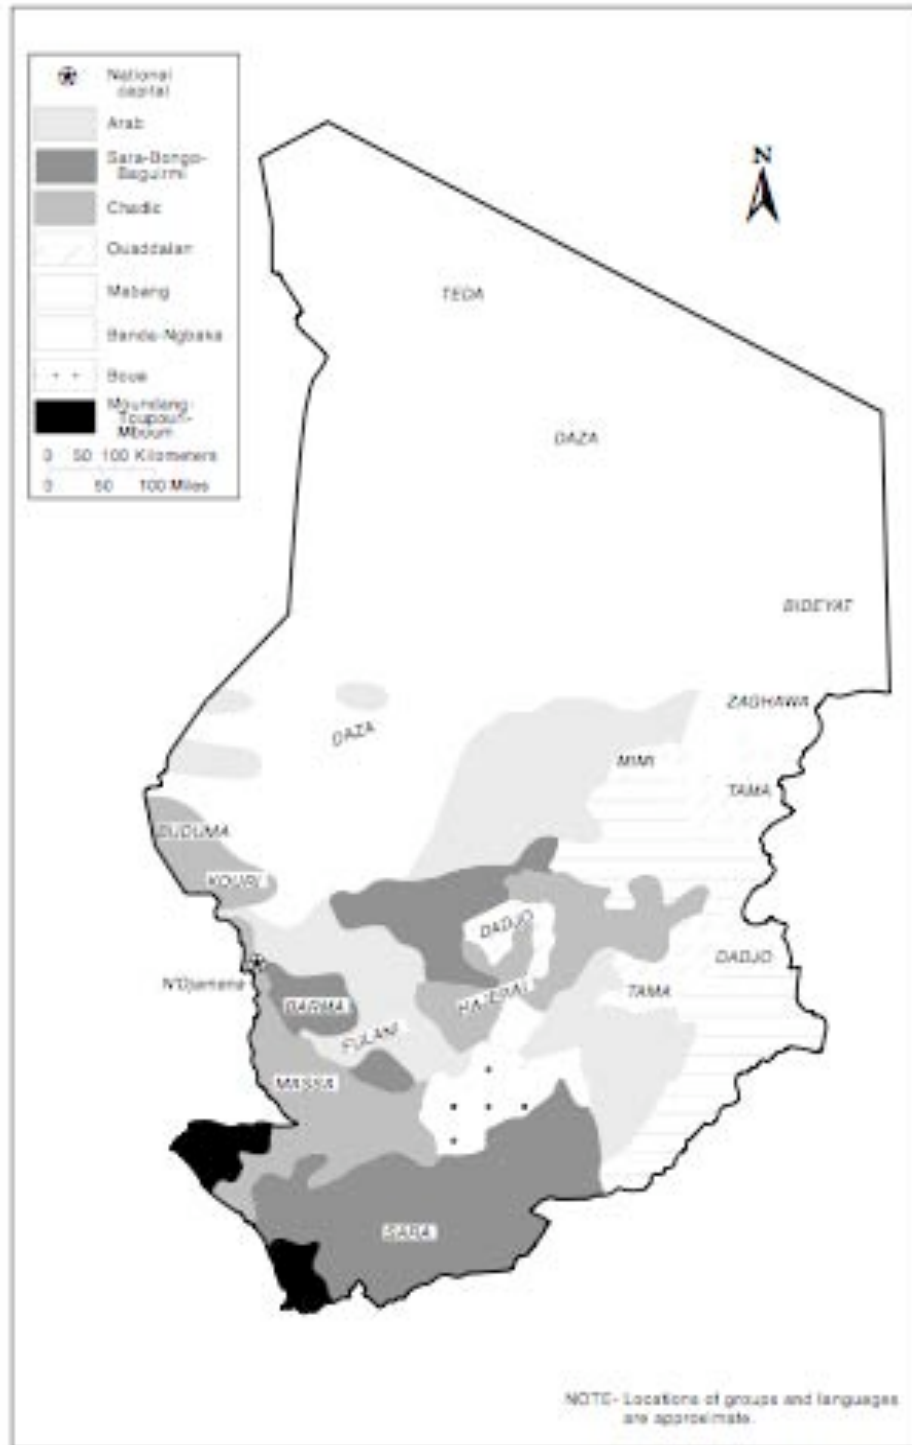 National
capital
Arab
Sara-Bongo-
Baguirmi
Chadic
Ouaddaian
Mabang
Banda-Ngbaka
Boua
Moundang-
Toupouri-
Mboum
0 50 100 Kilometers
0 50 100 Miles
N
TEDA
DAZA
BIDEYAT
ZAGHAWA
DAZA
MIMI
TAMA
BUDUMA
KOURI
DADJO
N'Djamena
DADJO
BARMA
HAJERAI
TAMA
FULANI
MASSA
SARA
NOTE- Locations of groups and languages
are approximate.